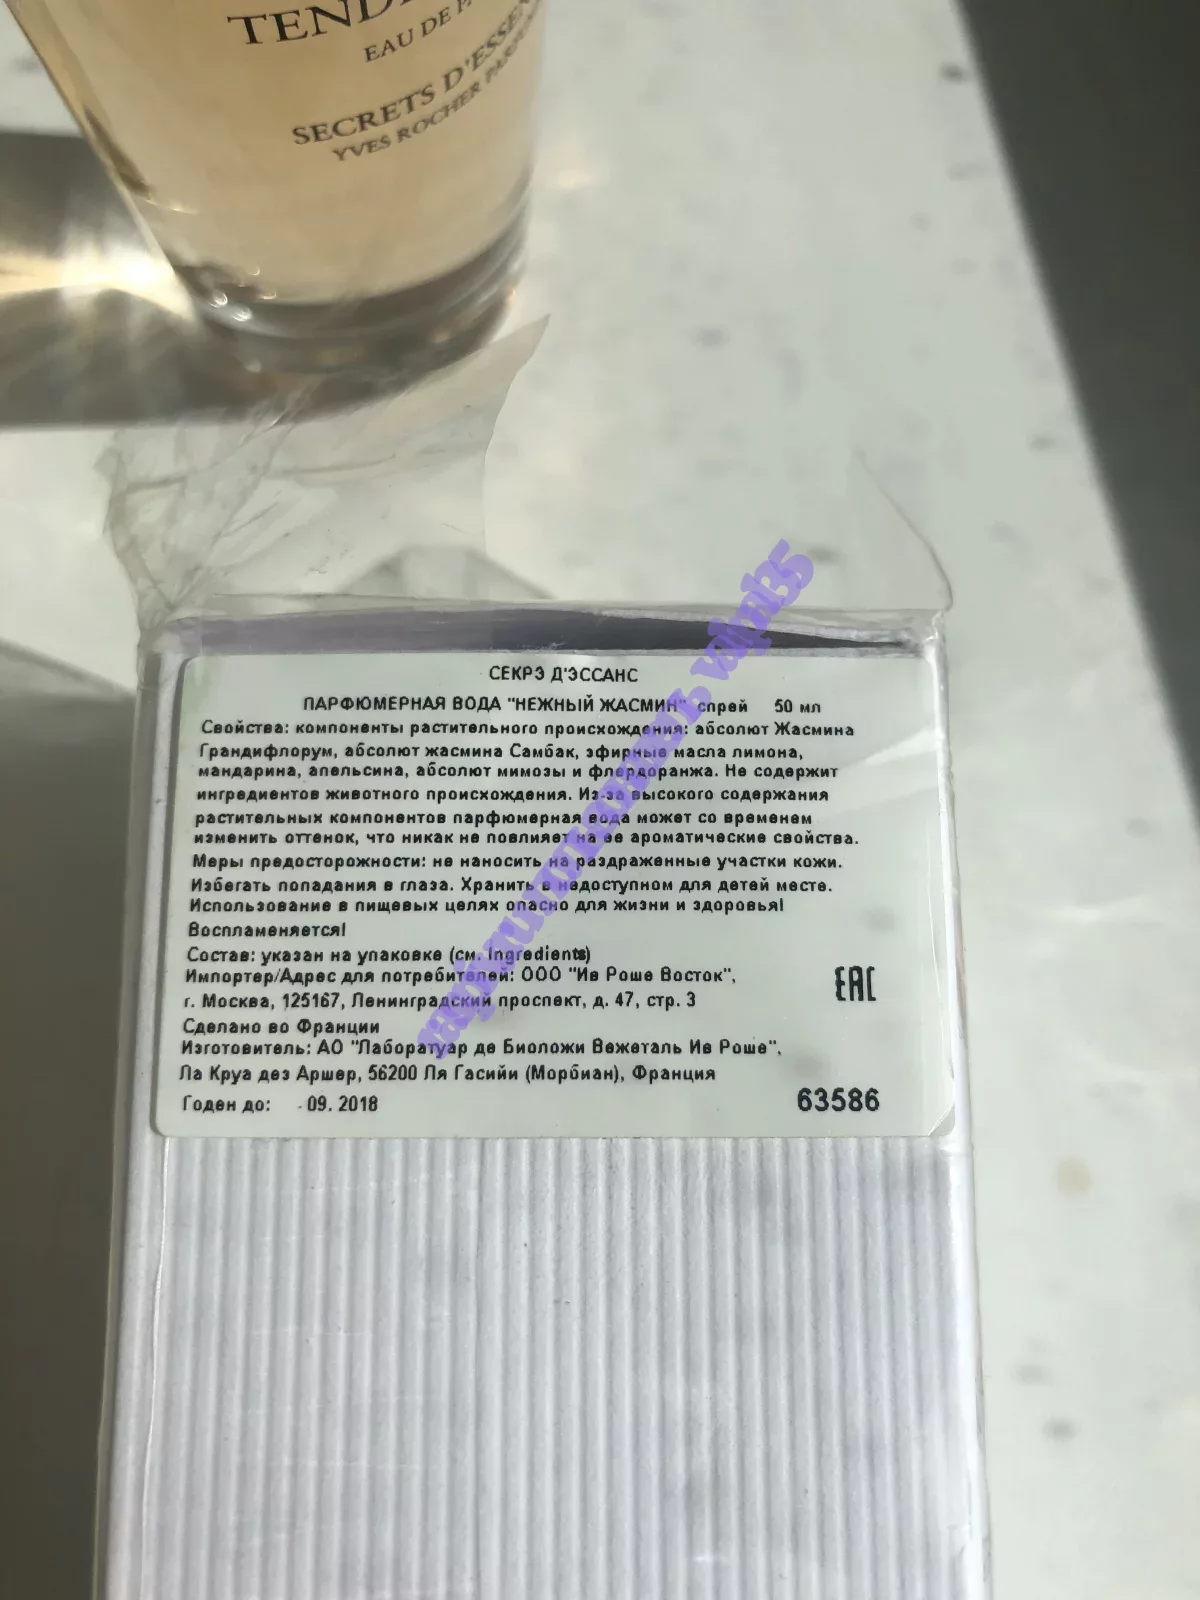 EAU DE
SECRETS D'ESSEN
YVES ROCHER
СЕКРЭ Д'ЭССАНС
ПАРФЮМЕРНАЯ ВОДА "НЕЖНЫЙ ЖАСМИН" спрей 50 мл
Свойства: компоненты растительного происхождения: абсолют Жасмина
Грандифлорум, абсолют жасмина Самбак, эфирные масла лимона,
мандарина, апельсина, абсолют мимозы и флердоранжа. Не содержит
ингредиентов животного происхождения. Из-за высокого содержания
растительных компонентов парфюмерная вода может со временем
изменить оттенок, что никак не повлияет на ее ароматические свойства.
Меры предосторожности: не наносить на раздраженные участки кожи.
Избегать попадания в глаза. Хранить в недоступном для детей месте.
Использование в пищевых целях опасно для жизни и здоровья!
Воспламеняется!
Состав: указан на упаковке (см. Ingredients)
Импортер/Адрес для потребителей: ООО "Ив Роше Восток",
г. Москва, 125167, Ленинградский проспект, д. 47, стр. 3
EAC
Сделано во Франции
Изготовитель: АО "Лаборатуар де Биоложи Вежеталь Ив Роше",
Ла Круа дез Аршер, 56200 Ля Гасийи (Морбиан), Франция
Годен до: 09. 2018 63586